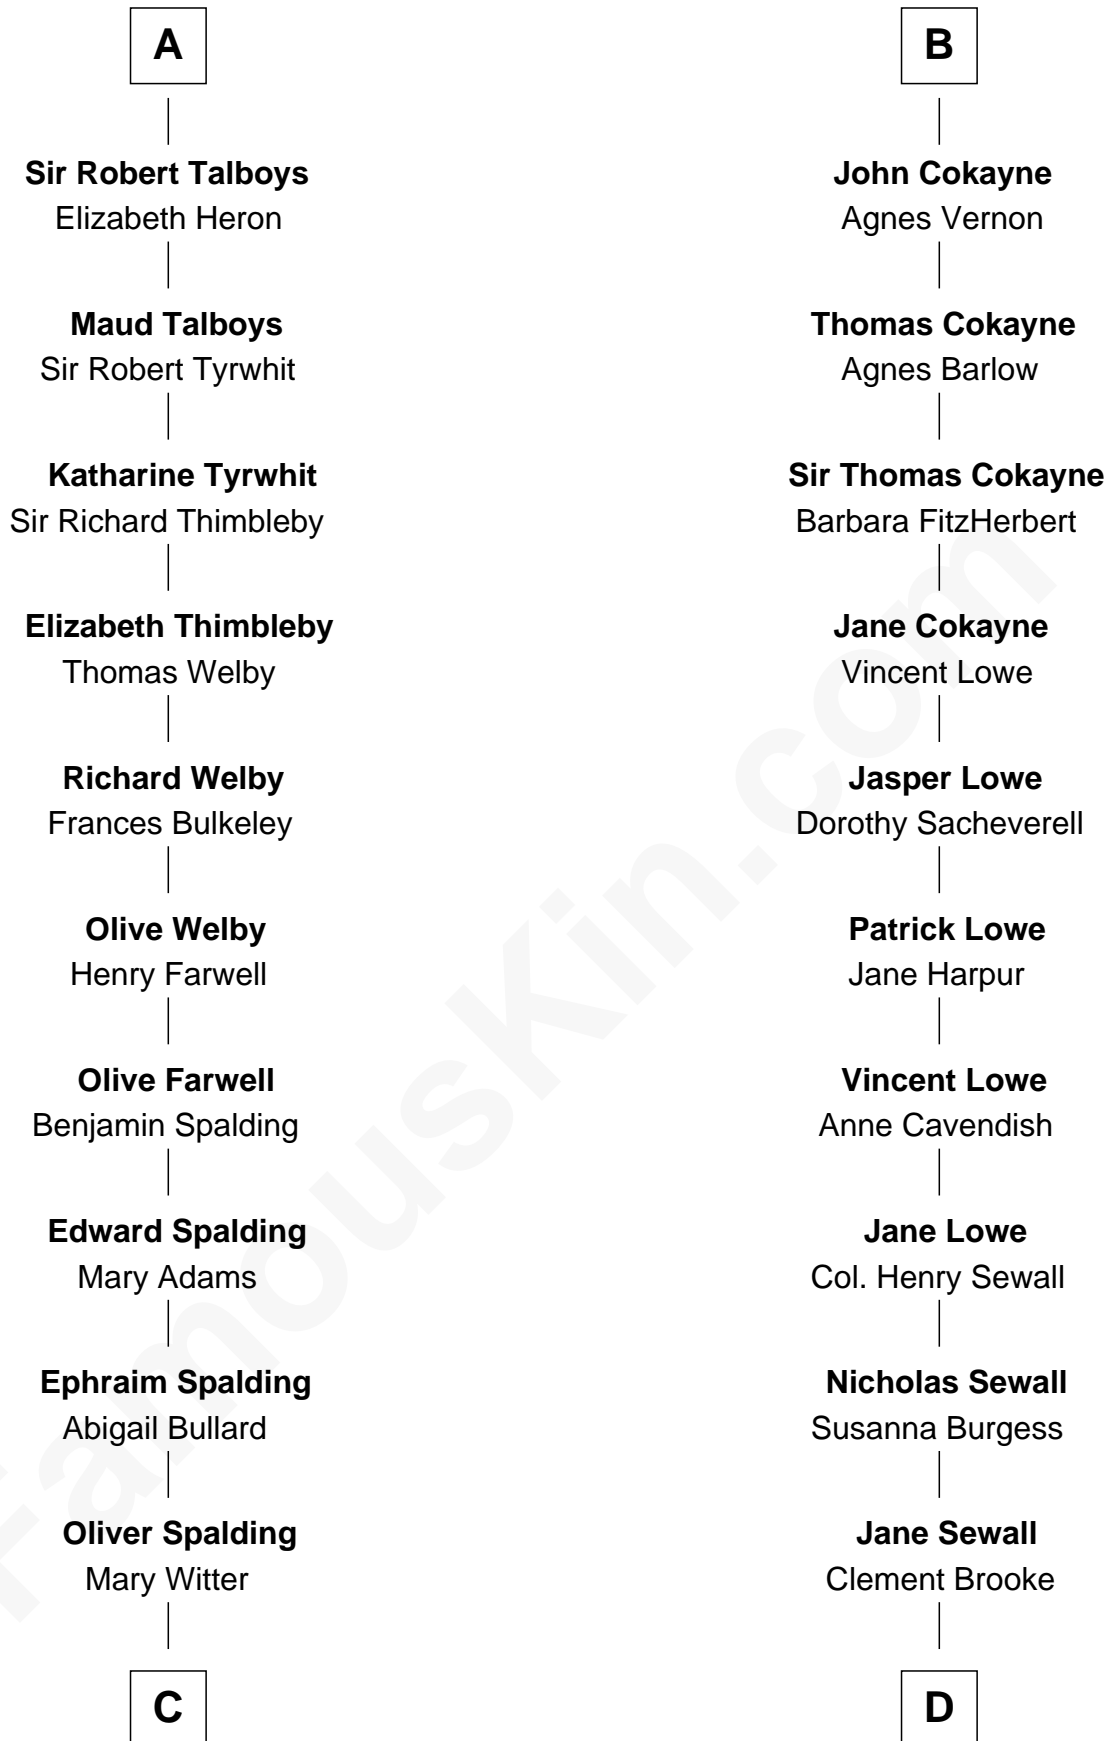 A
Sir Robert Talboys
Elizabeth Heron
Maud Talboys
Sir Robert Tyrwhit
Katharine Tyrwhit
Sir Richard Thimbleby
Elizabeth Thimbleby
Thomas Welby
Richard Welby
Frances Bulkeley
Olive Welby
Henry Farwell
Olive Farwell
Benjamin Spalding
Edward Spalding
Mary Adams
Ephraim Spalding
Abigail Bullard
Oliver Spalding
Mary Witter
C
B
John Cokayne
Agnes Vernon
Thomas Cokayne
Agnes Barlow
Sir Thomas Cokayne
Barbara FitzHerbert
Jane Cokayne
Vincent Lowe
Jasper Lowe
Dorothy Sacheverell
Patrick Lowe
Jane Harpur
Vincent Lowe
Anne Cavendish
Jane Lowe
Col. Henry Sewall
Nicholas Sewall
Susanna Burgess
Jane Sewall
Clement Brooke
D
FamousKin.com